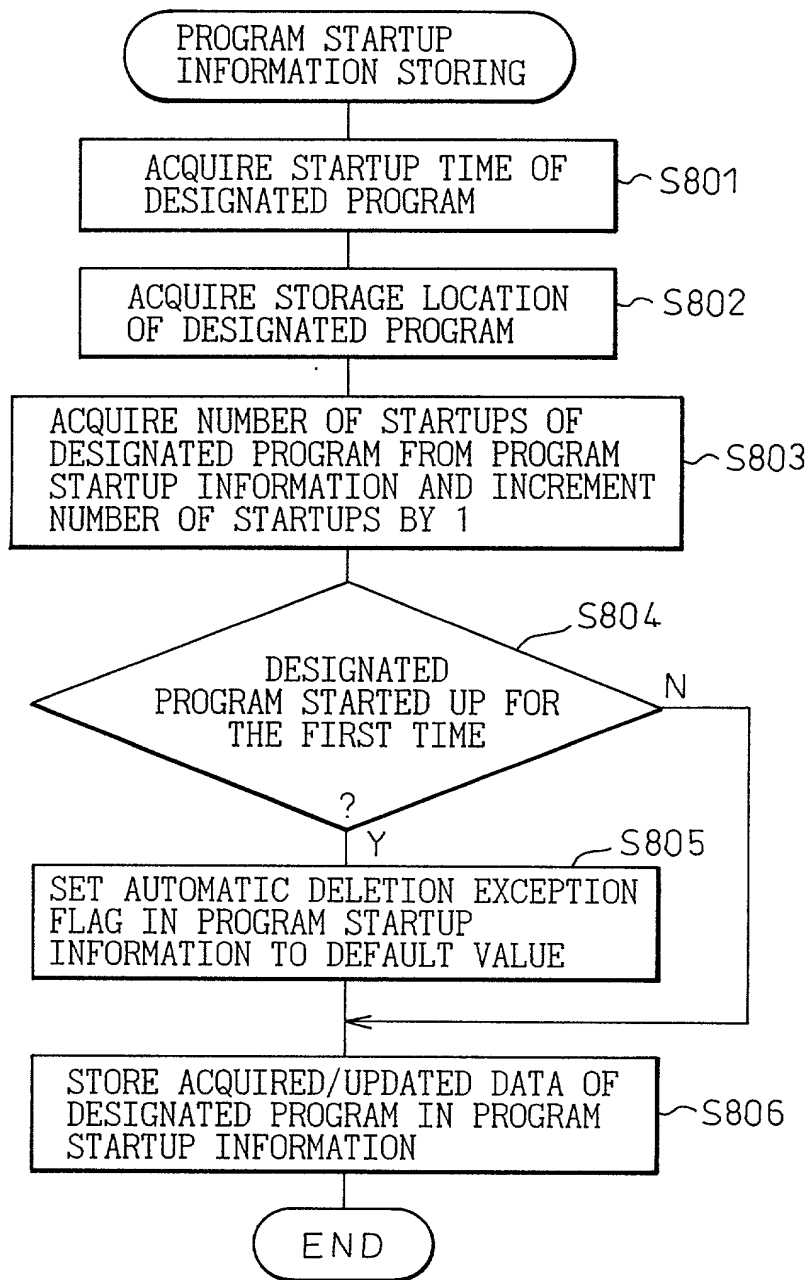 PROGRAM STARTUP
INFORMATION STORING
ACQUIRE STARTUP TIME OF
DESIGNATED PROGRAM
S801
ACQUIRE STORAGE LOCATION
OF DESIGNATED PROGRAM
S802
ACQUIRE NUMBER OF STARTUPS OF
DESIGNATED PROGRAM FROM PROGRAM
STARTUP INFORMATION AND INCREMENT
NUMBER OF STARTUPS BY 1
S803
S804
DESIGNATED
PROGRAM STARTED UP FOR
THE FIRST TIME
?
N
Y
S805
SET AUTOMATIC DELETION EXCEPTION
FLAG IN PROGRAM STARTUP
INFORMATION TO DEFAULT VALUE
STORE ACQUIRED/UPDATED DATA OF
DESIGNATED PROGRAM IN PROGRAM
STARTUP INFORMATION
S806
END